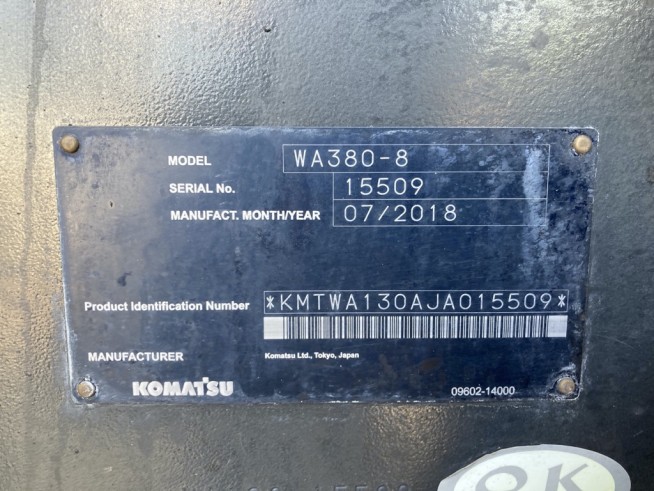 MODEL WA380-8
SERIAL No. 15509
MANUFACT. MONTH/YEAR 07/2018
Product Identification Number *KMTWA130AJA015509*
MANUFACTURER Komatsu Ltd., Tokyo, Japan
KOMATSU 09602-14000
OK